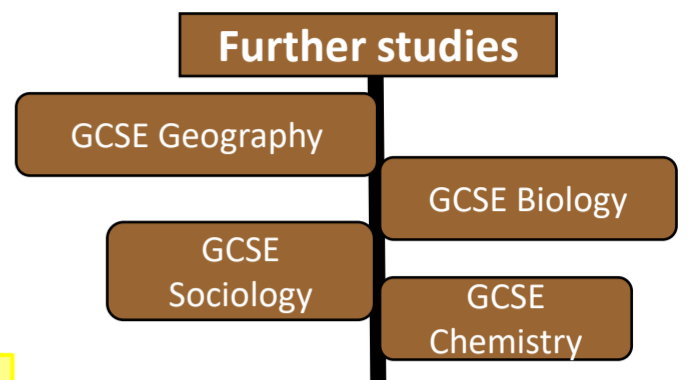 Further studies
GCSE Geography
GCSE Biology
GCSE
Sociology
GCSE
Chemistry